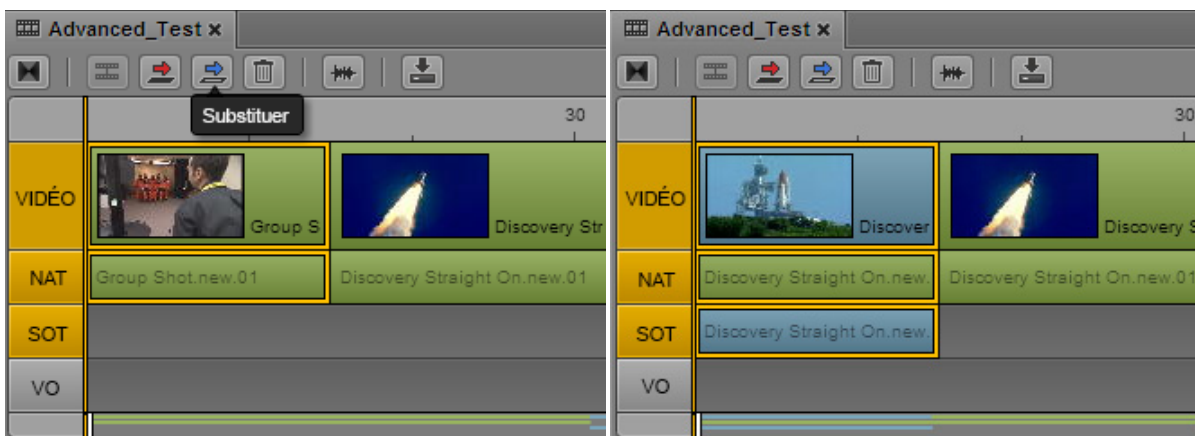 Advanced_Test
Substituer
30
VIDÉO
Group S
Discovery Str
NAT
Group Shot.new.01
Discovery Straight On.new.01
SOT
VO
Advanced_Test
30
VIDÉO
Discover
Discovery S
NAT
Discovery Straight On.new.
Discovery Straight On.new.01
SOT
Discovery Straight On.new.
VO